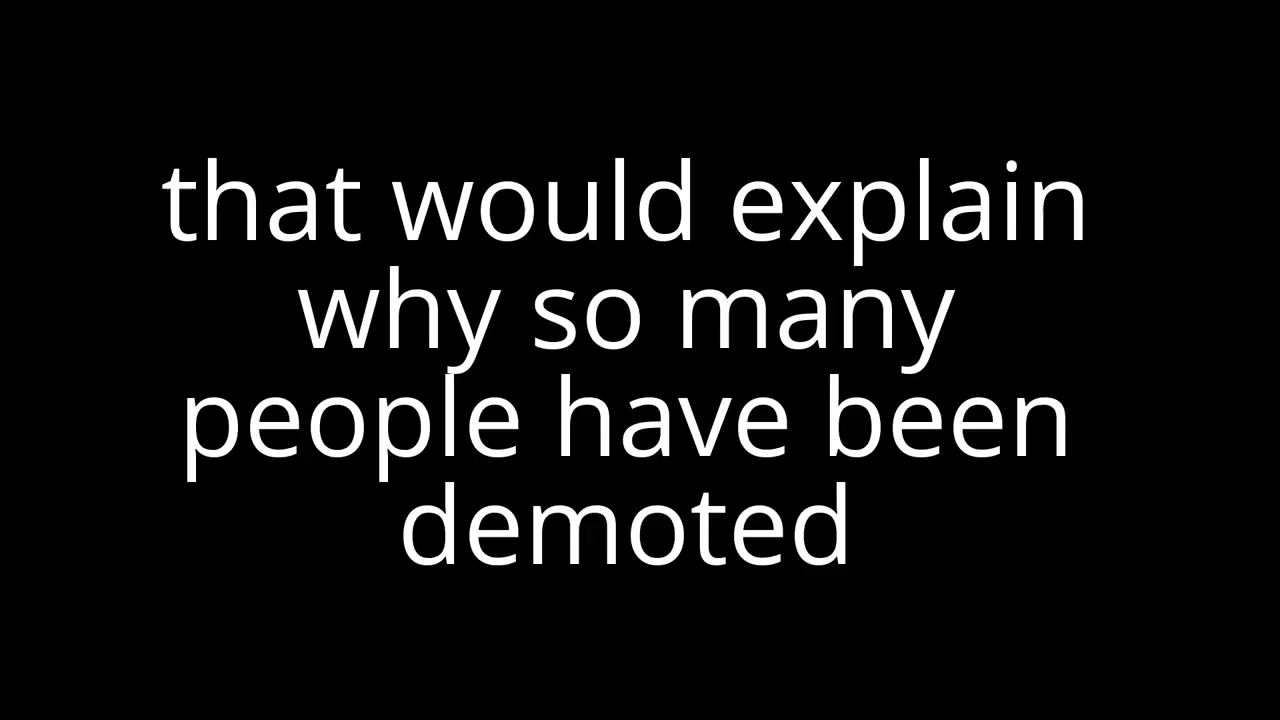 that would explain
why so many
people have been
demoted